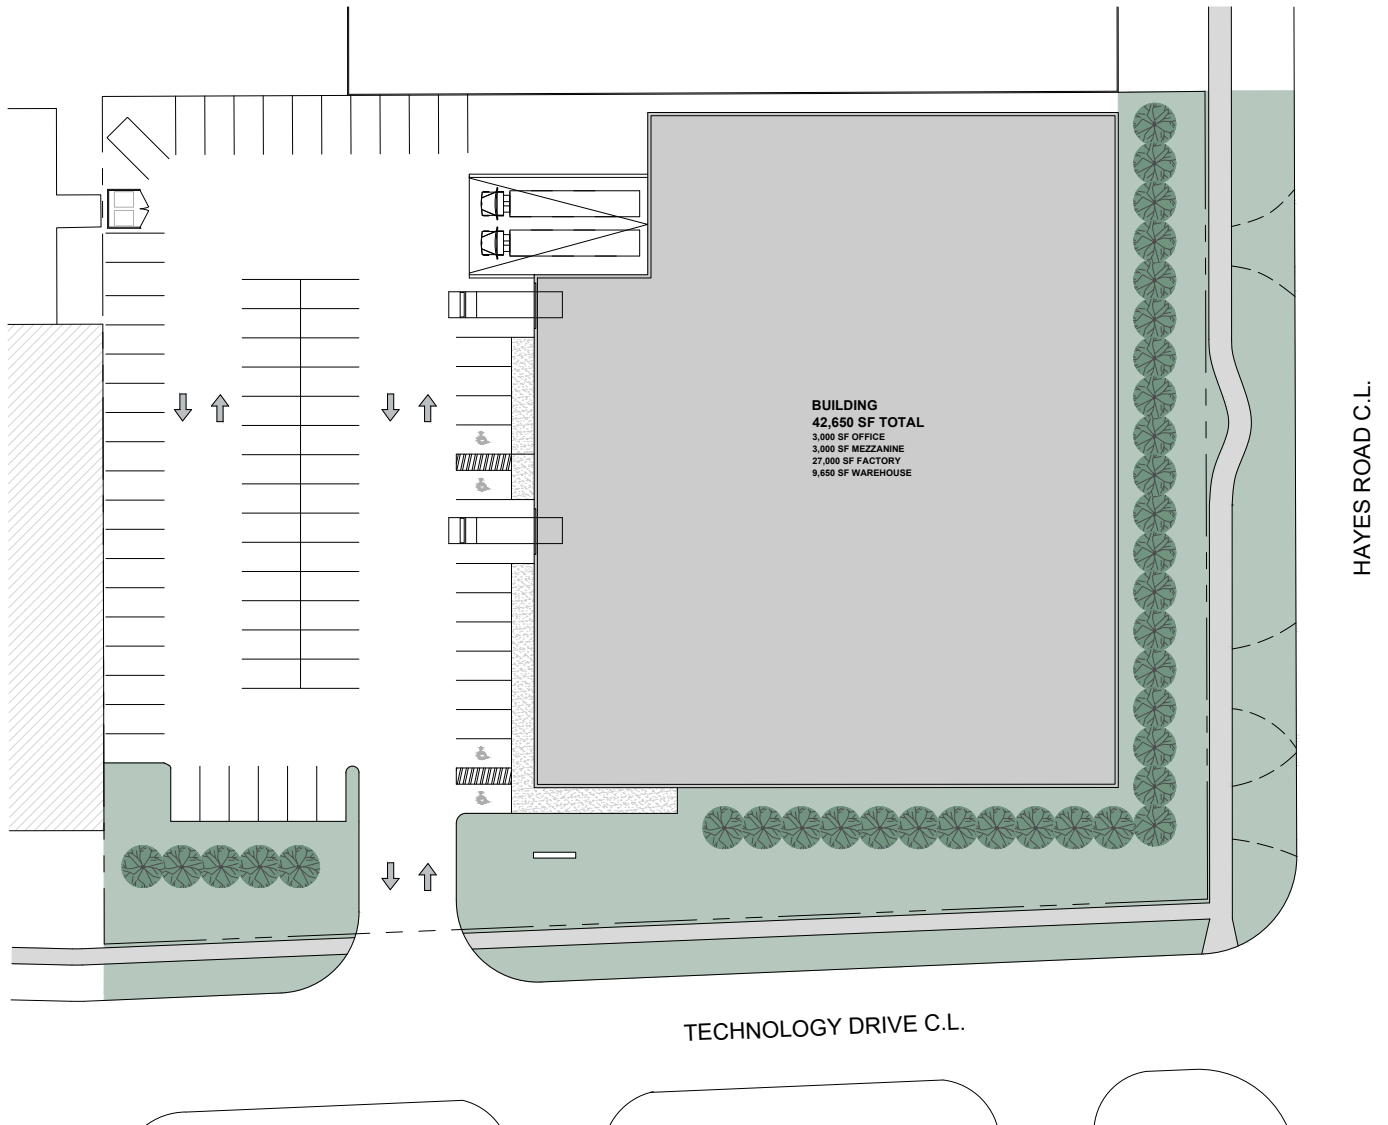 BUILDING
42,650 SF TOTAL
3,000 SF OFFICE
3,000 SF MEZZANINE
27,000 SF FACTORY
9,650 SF WAREHOUSE
HAYES ROAD C.L.
TECHNOLOGY DRIVE C.L.